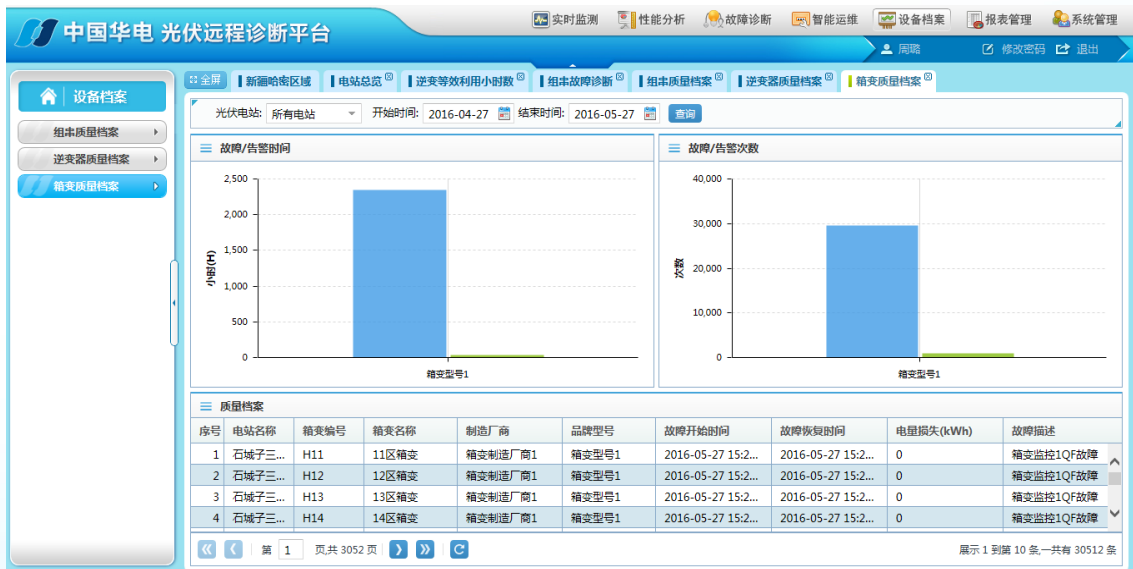 中国华电 光伏远程诊断平台
实时监测 性能分析 故障诊断 智能运维 设备档案 报表管理 系统管理
周璐 修改密码 退出
设备档案
组串质量档案
逆变器质量档案
箱变质量档案
全屏 新疆哈密区域 电站总览 逆变等效利用小时数 组串故障诊断 组串质量档案 逆变器质量档案 箱变质量档案
光伏电站: 所有电站 开始时间: 2016-04-27 结束时间: 2016-05-27 查询
故障/告警时间
2,500
2,000
1,500
1,000
500
0
小时(H)
箱变型号1
故障/告警次数
40,000
30,000
20,000
10,000
0
次数
箱变型号1
质量档案
序号 电站名称 箱变编号 箱变名称 制造厂商 品牌型号 故障开始时间 故障恢复时间 电量损失(kWh) 故障描述
1 石城子三... H11 11区箱变 箱变制造厂商1 箱变型号1 2016-05-27 15:2... 2016-05-27 15:2... 0 箱变监控1QF故障
2 石城子三... H12 12区箱变 箱变制造厂商1 箱变型号1 2016-05-27 15:2... 2016-05-27 15:2... 0 箱变监控1QF故障
3 石城子三... H13 13区箱变 箱变制造厂商1 箱变型号1 2016-05-27 15:2... 2016-05-27 15:2... 0 箱变监控1QF故障
4 石城子三... H14 14区箱变 箱变制造厂商1 箱变型号1 2016-05-27 15:2... 2016-05-27 15:2... 0 箱变监控1QF故障
第 1 页,共 3052 页 展示 1 到第 10 条,一共有 30512 条